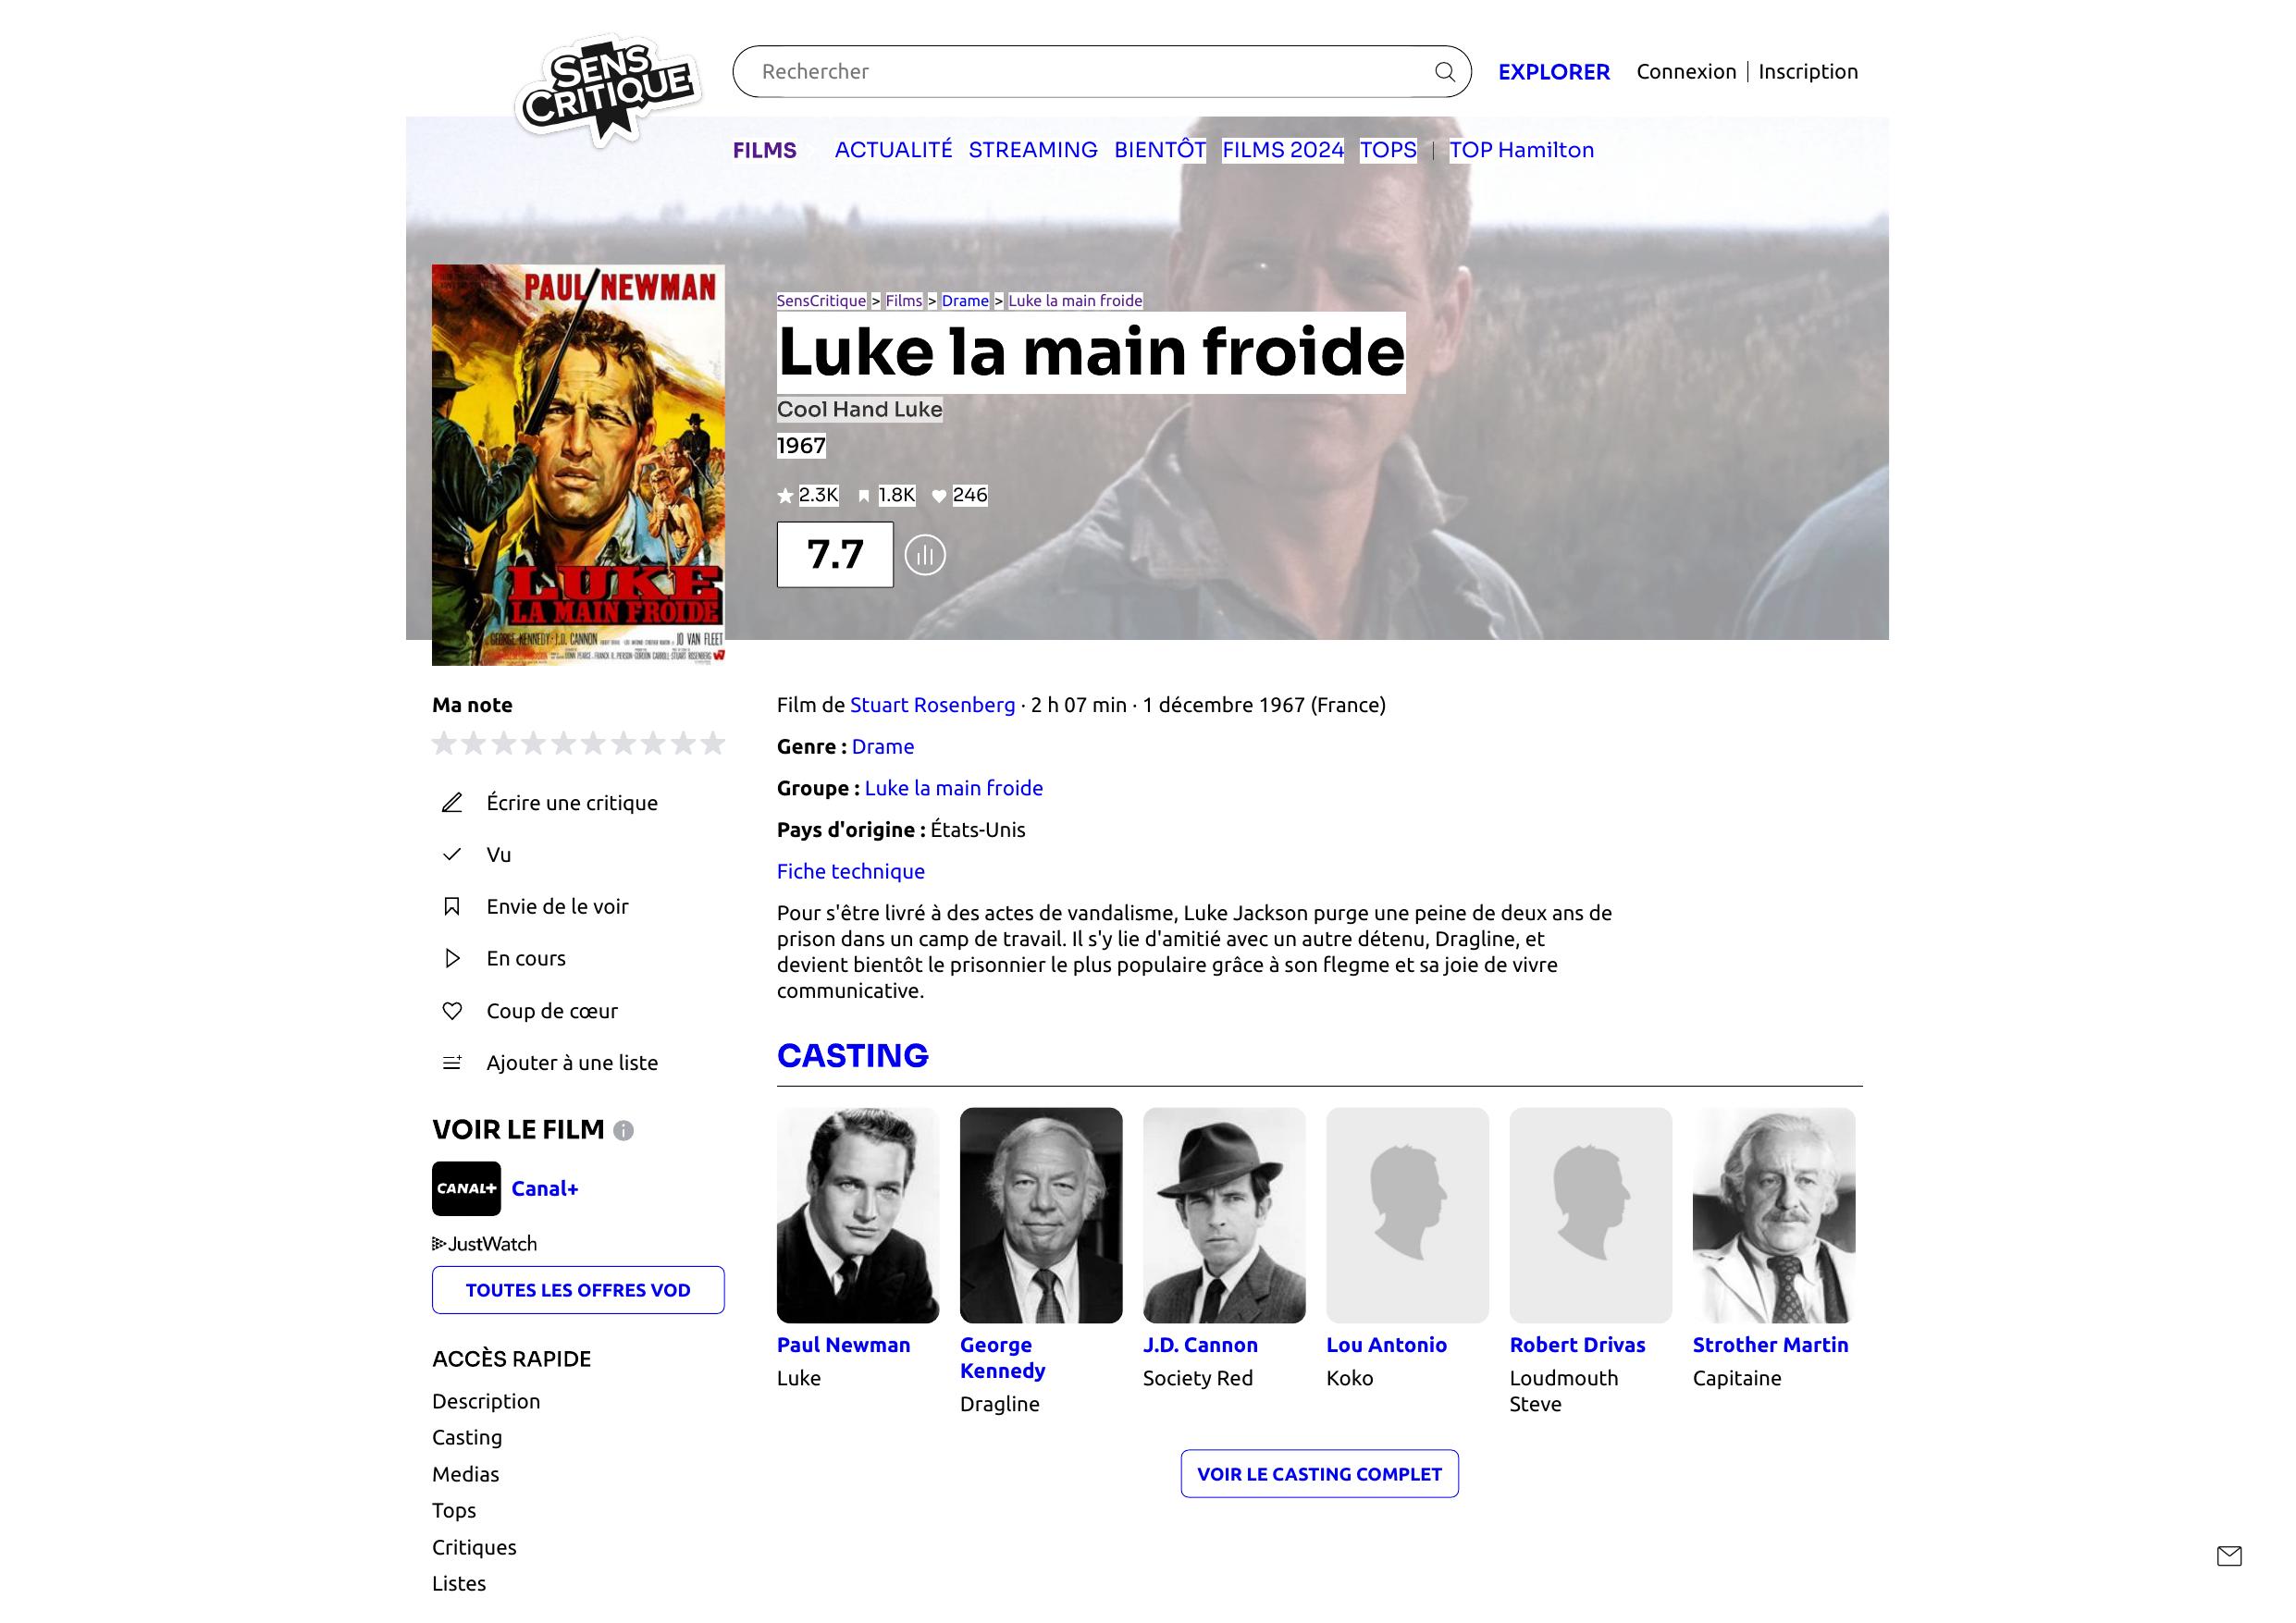 SENS
CRITIQUE
Rechercher
EXPLORER
Connexion | Inscription
FILMS
ACTUALITÉ STREAMING BIENTÔT FILMS 2024 TOPS | TOP Hamilton
PAUL NEWMAN
LUKE
LA MAIN FROIDE
GEORGE KENNEDY · J.D. CANNON
JO VAN FLEET
SensCritique > Films > Drame > Luke la main froide
Luke la main froide
Cool Hand Luke
1967
2.3K 1.8K 246
7.7
Ma note
Écrire une critique
Vu
Envie de le voir
En cours
Coup de cœur
Ajouter à une liste
VOIR LE FILM
CANAL+ Canal+
JustWatch
TOUTES LES OFFRES VOD
ACCÈS RAPIDE
Description
Casting
Medias
Tops
Critiques
Listes
Film de Stuart Rosenberg · 2 h 07 min · 1 décembre 1967 (France)
Genre : Drame
Groupe : Luke la main froide
Pays d'origine : États-Unis
Fiche technique
Pour s'être livré à des actes de vandalisme, Luke Jackson purge une peine de deux ans de
prison dans un camp de travail. Il s'y lie d'amitié avec un autre détenu, Dragline, et
devient bientôt le prisonnier le plus populaire grâce à son flegme et sa joie de vivre
communicative.
CASTING
Paul Newman
Luke
George
Kennedy
Dragline
J.D. Cannon
Society Red
Lou Antonio
Koko
Robert Drivas
Loudmouth
Steve
Strother Martin
Capitaine
VOIR LE CASTING COMPLET